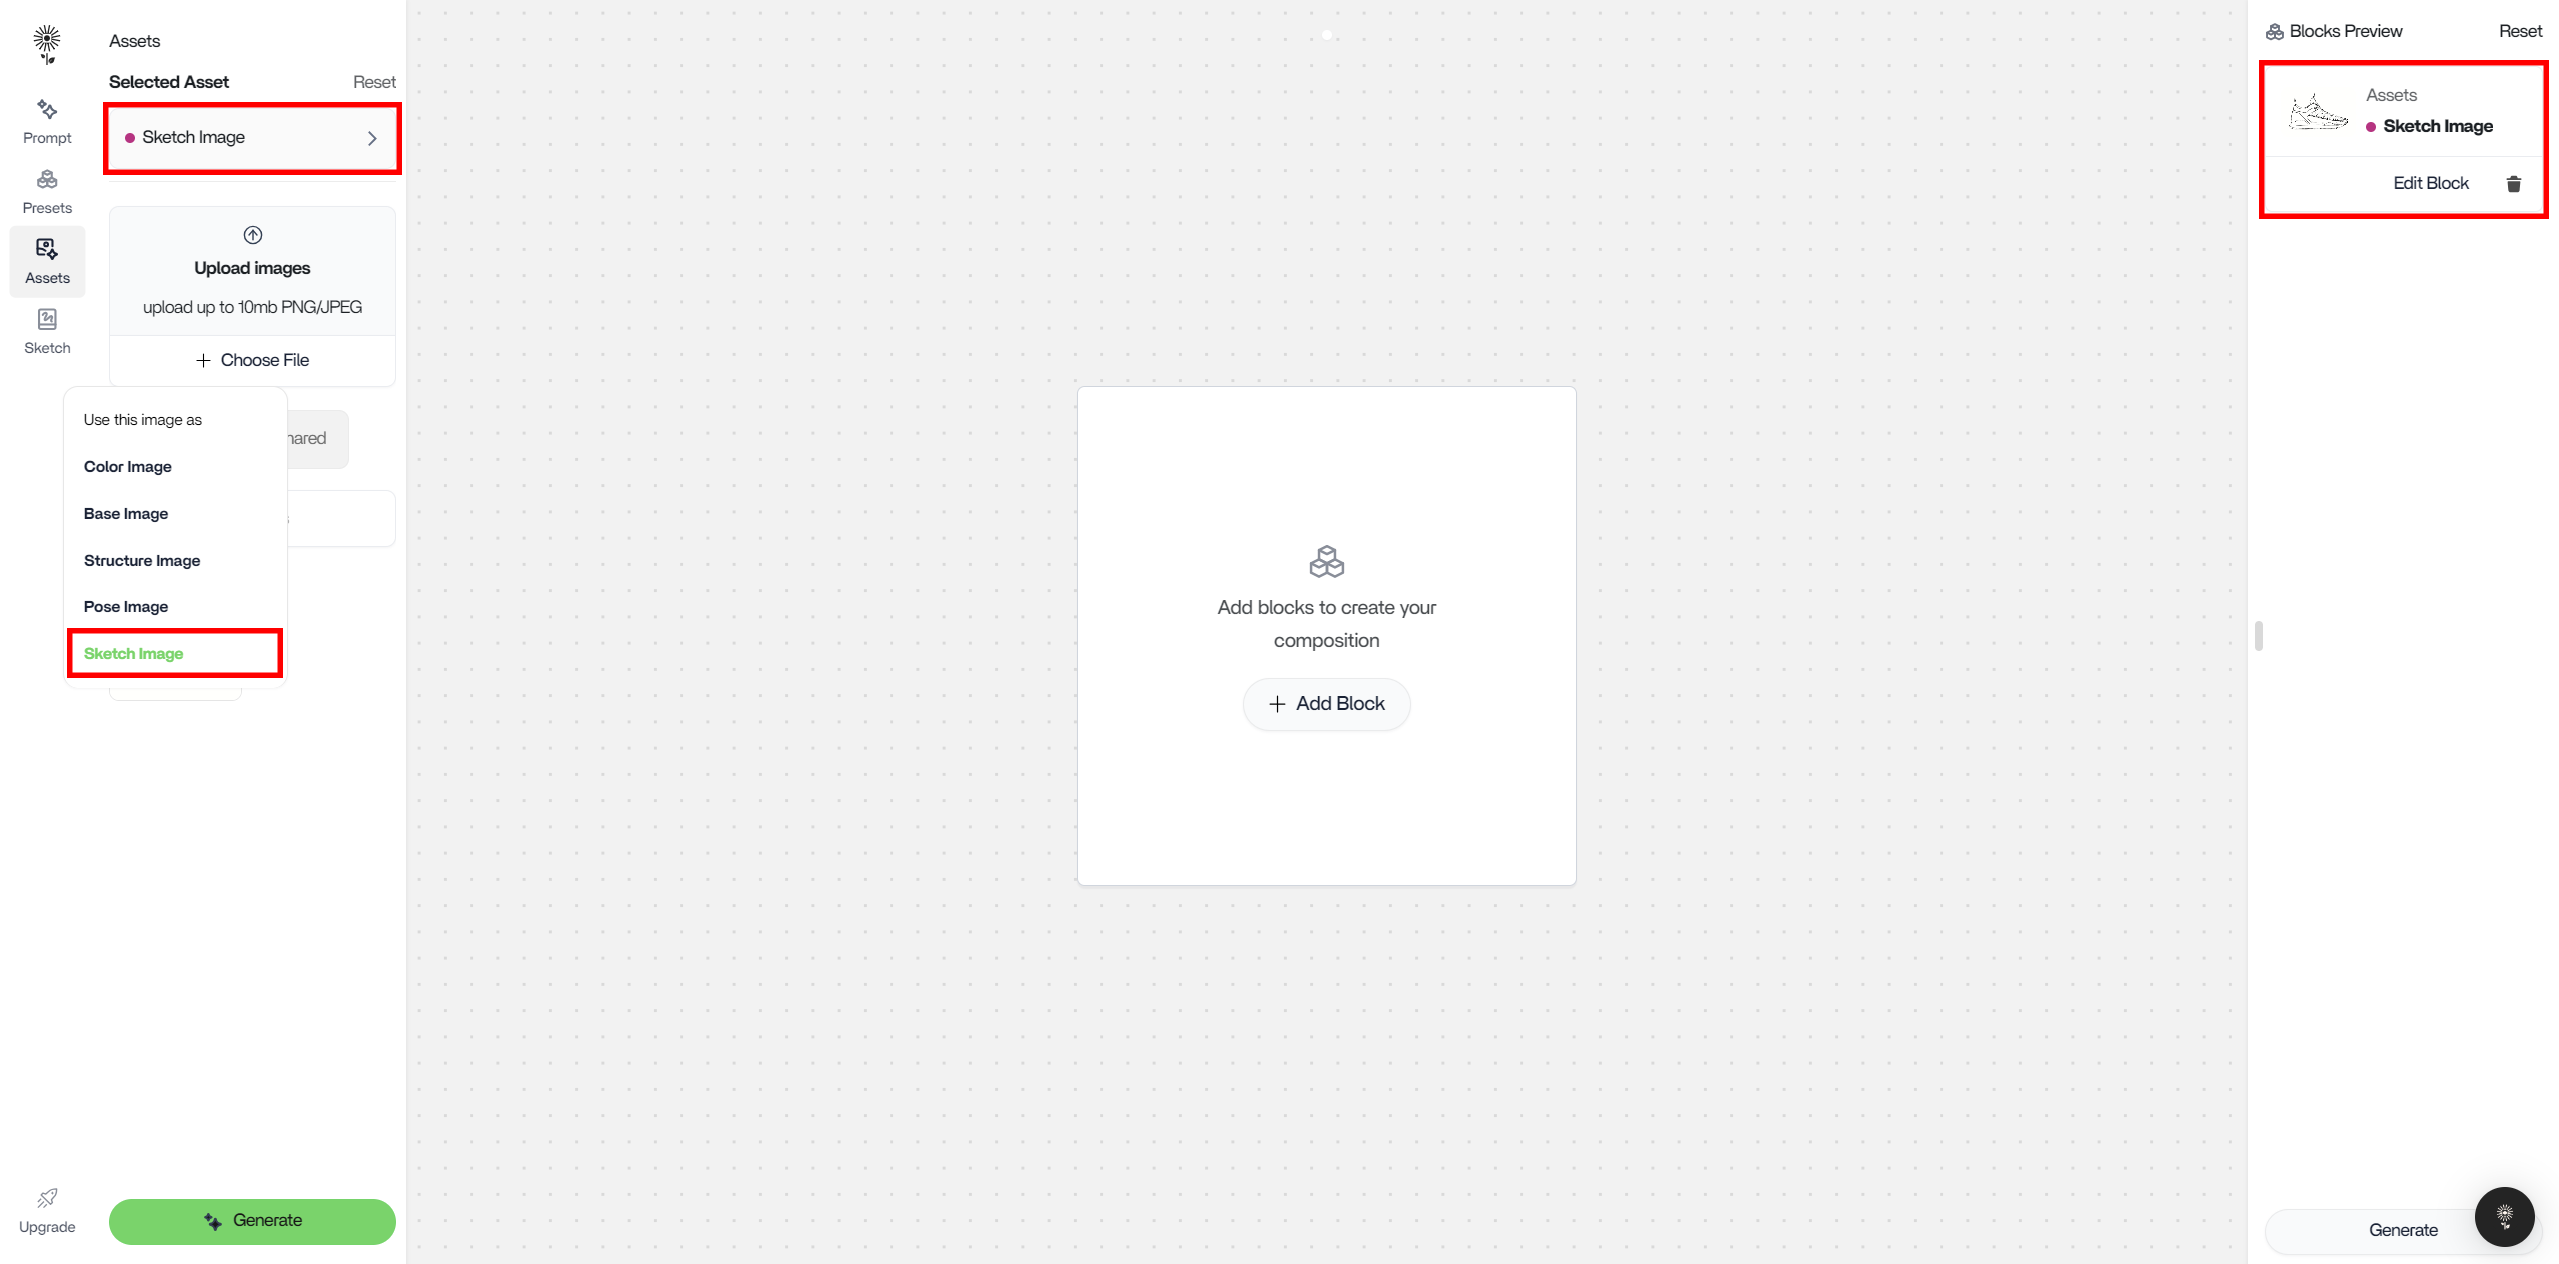 Prompt
Presets
Assets
Sketch
Upgrade
Assets
Selected Asset
Reset
Sketch Image
Upload images
upload up to 10mb PNG/JPEG
Choose File
Use this image as
Color Image
Base Image
Structure Image
Pose Image
Sketch Image
Generate
Add blocks to create your
composition
Add Block
Blocks Preview
Reset
Assets
Sketch Image
Edit Block
Generate